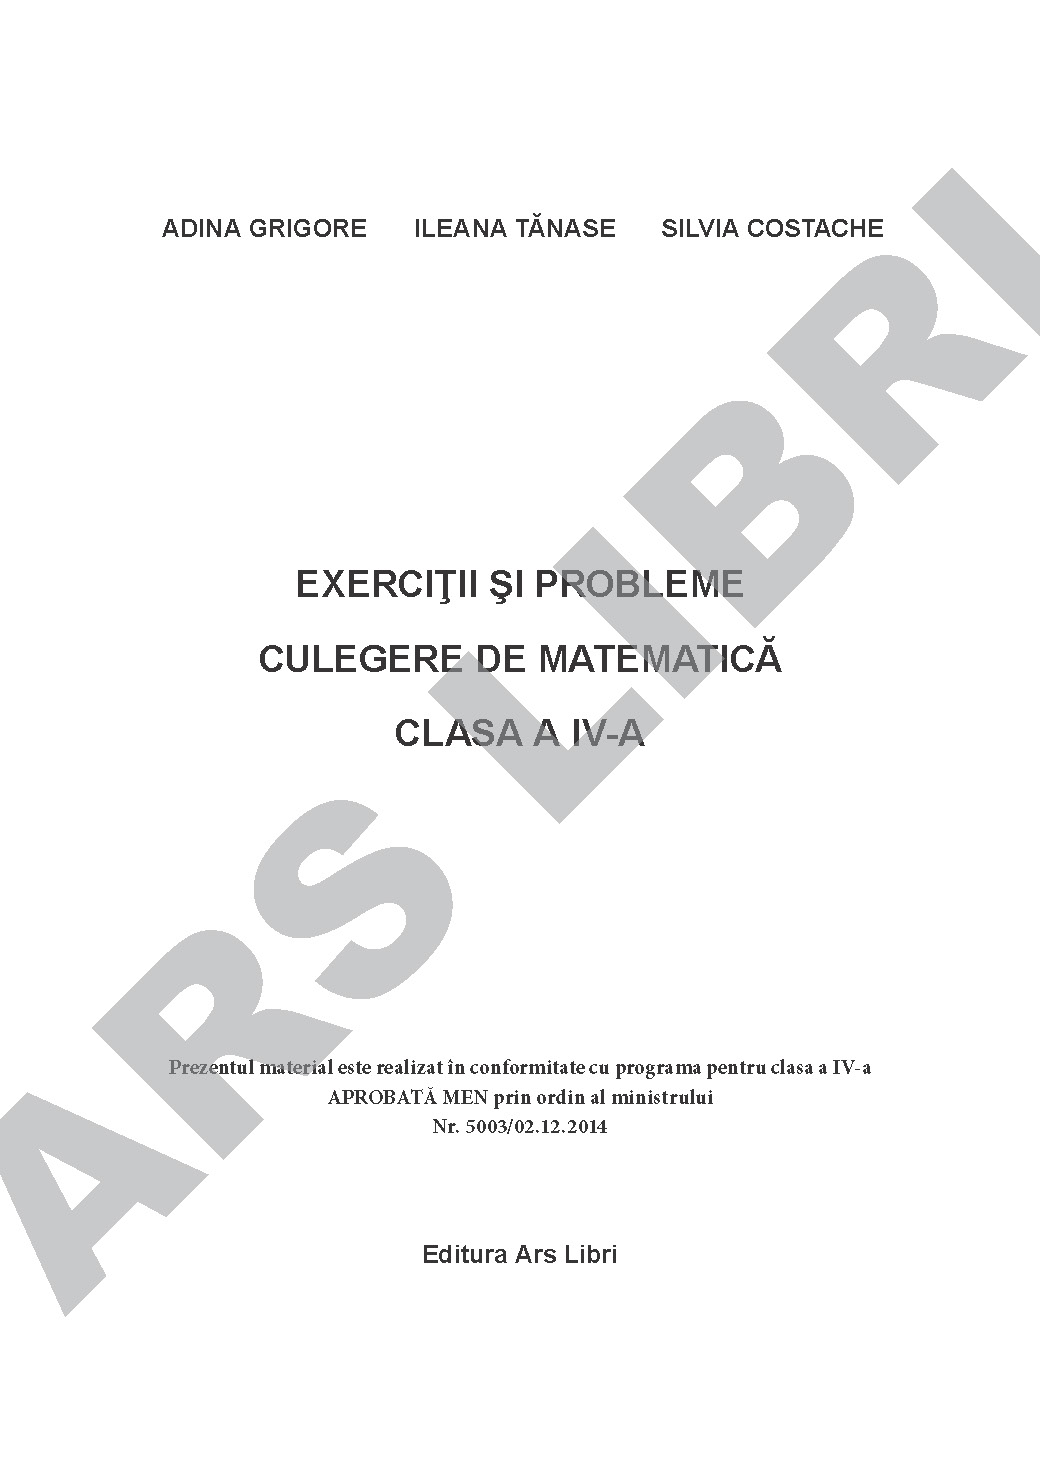 ADINA GRIGORE ILEANA TĂNASE SILVIA COSTACHE
EXERCIŢII ŞI PROBLEME
CULEGERE DE MATEMATICĂ
CLASA A IV-A
Prezentul material este realizat în conformitate cu programa pentru clasa a IV-a
APROBATĂ MEN prin ordin al ministrului
Nr. 5003/02.12.2014
Editura Ars Libri
ARS LIBRI